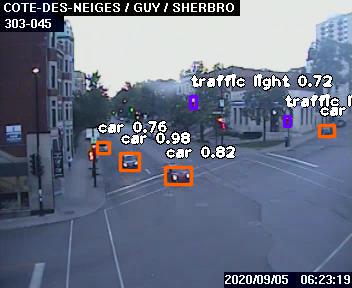 COTE-DES-NEIGES / GUY / SHERBRO
303-045
traffic light 0.72
traffic l
car
car 0.76
car 0.98
car 0.82
2020/09/05 06:23:19